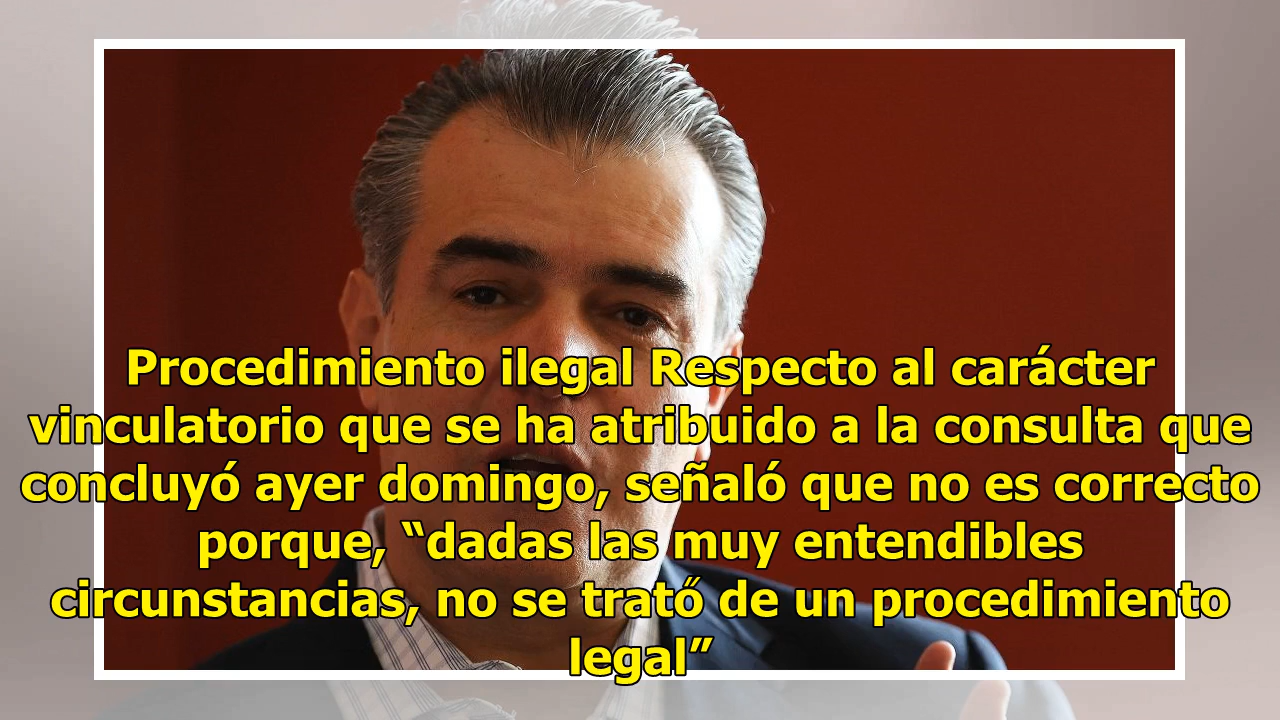 Procedimiento ilegal Respecto al carácter
vinculatorio que se ha atribuido a la consulta que
concluyó ayer domingo, señaló que no es correcto
porque, “dadas las muy entendibles
circunstancias, no se trató de un procedimiento
legal”